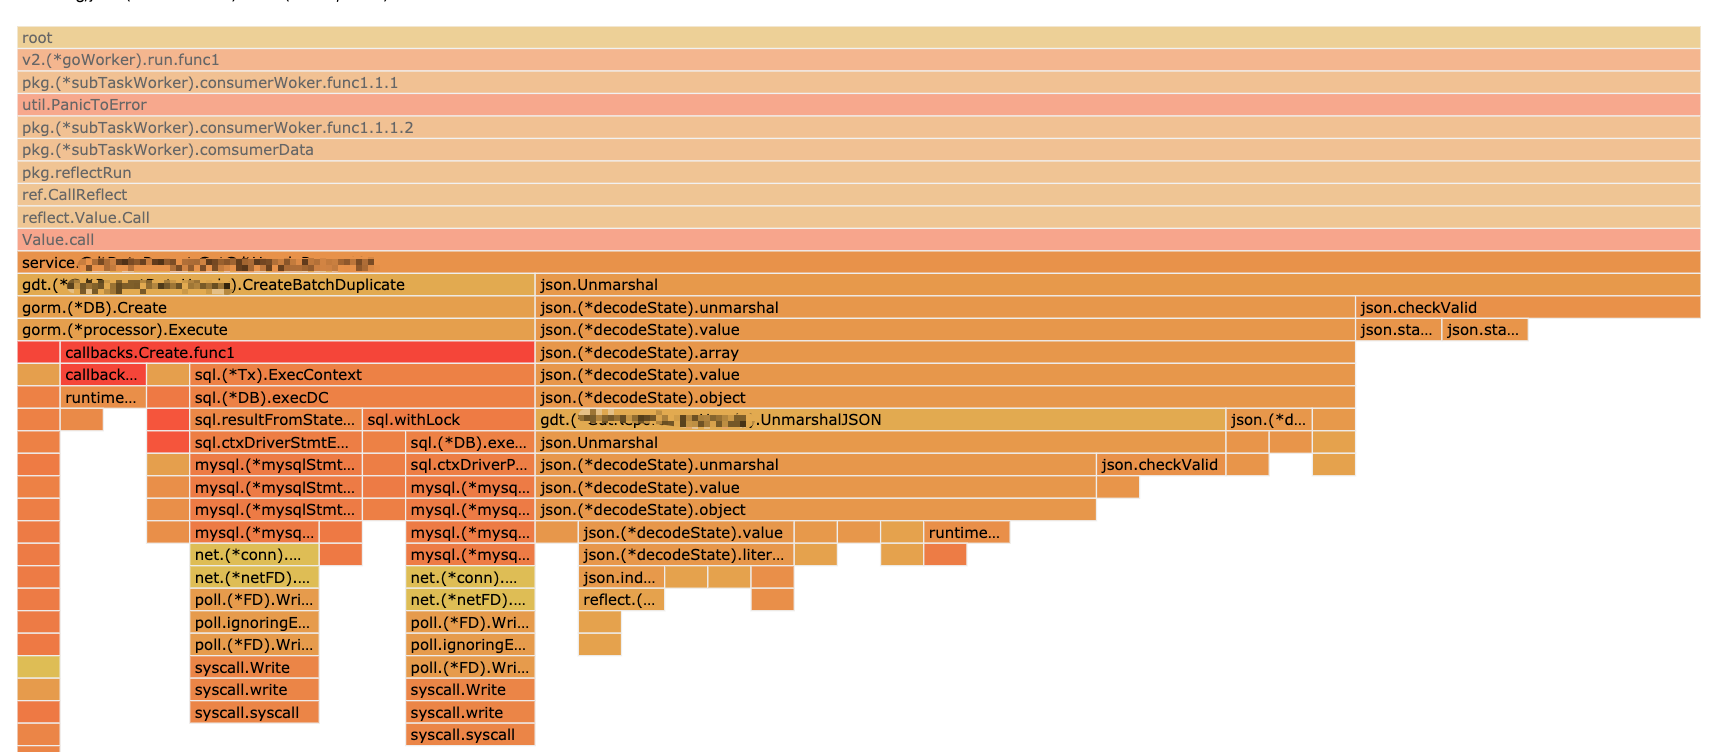 root
v2.(*goWorker).run.func1
pkg.(*subTaskWorker).consumerWoker.func1.1.1
util.PanicToError
pkg.(*subTaskWorker).consumerWoker.func1.1.1.2
pkg.(*subTaskWorker).comsumerData
pkg.reflectRun
ref.CallReflect
reflect.Value.Call
Value.call
service.
gdt.(* ).CreateBatchDuplicate json.Unmarshal
gorm.(*DB).Create json.(*decodeState).unmarshal json.checkValid
gorm.(*processor).Execute json.(*decodeState).value json.sta... json.sta...
callbacks.Create.func1 json.(*decodeState).array
callback... sql.(*Tx).ExecContext json.(*decodeState).value
runtime... sql.(*DB).execDC json.(*decodeState).object
sql.resultFromState... sql.withLock gdt.( ).UnmarshalJSON json.(*d...
sql.ctxDriverStmtE... sql.(*DB).exe... json.Unmarshal
mysql.(*mysqlStmt... sql.ctxDriverP... json.(*decodeState).unmarshal json.checkValid
mysql.(*mysqlStmt... mysql.(*mysq... json.(*decodeState).value
mysql.(*mysqlStmt... mysql.(*mysq... json.(*decodeState).object
mysql.(*mysq... mysql.(*mysq... json.(*decodeState).value runtime...
net.(*conn).... mysql.(*mysq... json.(*decodeState).liter...
net.(*netFD).... net.(*conn).... json.ind...
poll.(*FD).Wri... net.(*netFD).... reflect.(...
poll.ignoringE... poll.(*FD).Wri...
poll.(*FD).Wri... poll.ignoringE...
syscall.Write poll.(*FD).Wri...
syscall.write syscall.Write
syscall.syscall syscall.write
syscall.syscall